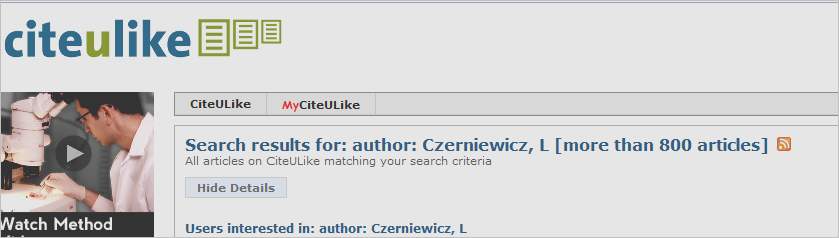 citeulike
CiteULike MyCiteULike
Search results for: author: Czerniewicz, L [more than 800 articles]
All articles on CiteULike matching your search criteria
Hide Details
Watch Method
Users interested in: author: Czerniewicz, L